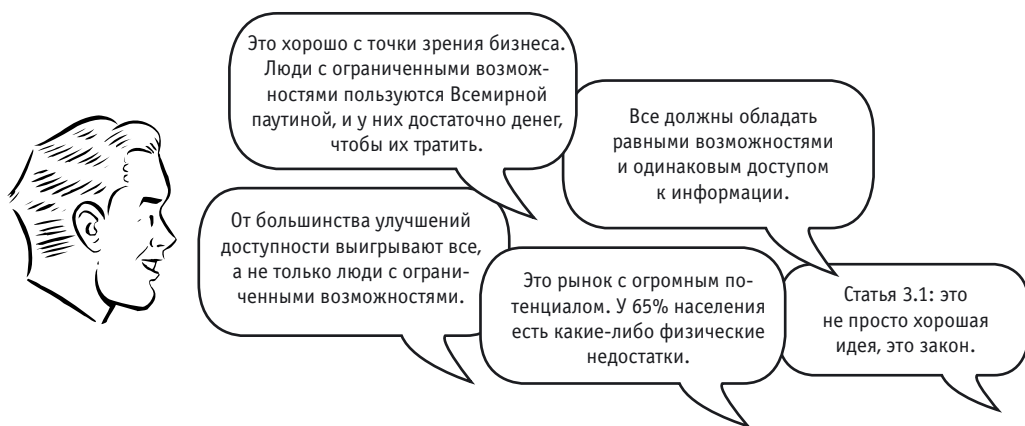 Это хорошо с точки зрения бизнеса.
Люди с ограниченными возмож-
ностями пользуются Всемирной
паутиной, и у них достаточно денег,
чтобы их тратить.
Все должны обладать
равными возможностями
и одинаковым доступом
к информации.
От большинства улучшений
доступности выигрывают все,
а не только люди с ограни-
ченными возможностями.
Это рынок с огромным по-
тенциалом. У 65% населения
есть какие-либо физические
недостатки.
Статья 3.1: это
не просто хорошая
идея, это закон.